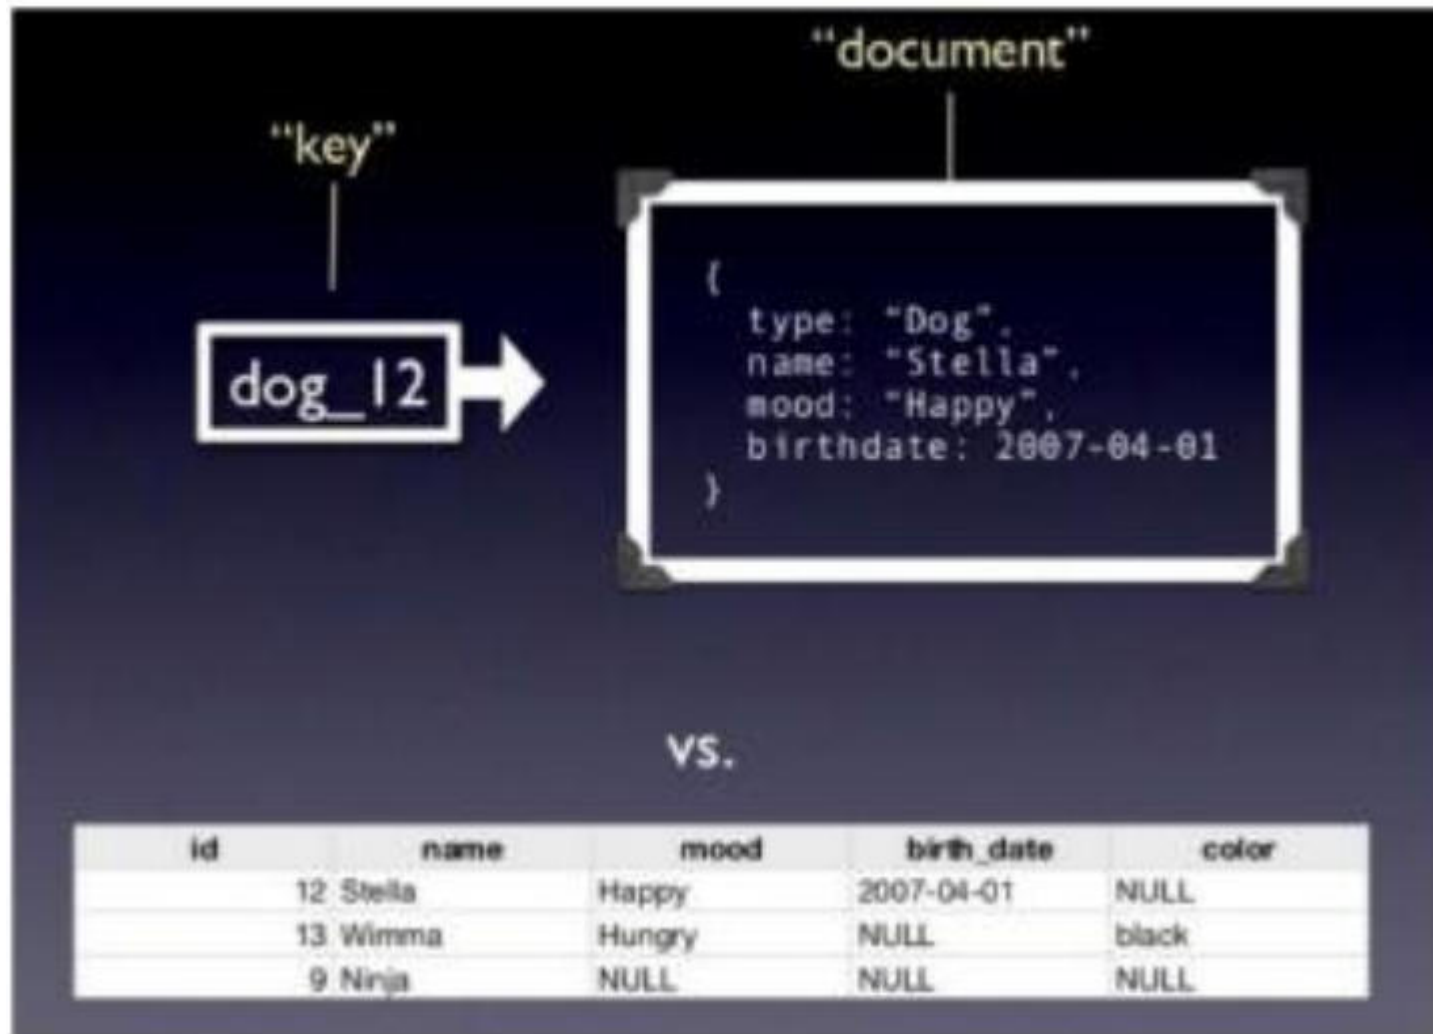 “document”
“key”
dog_12
{
type: “Dog”,
name: “Stella”,
mood: “Happy”,
birthdate: 2007-04-01
}
vs.
id name mood birth_date color
12 Stella Happy 2007-04-01 NULL
13 Wimma Hungry NULL black
9 Ninja NULL NULL NULL